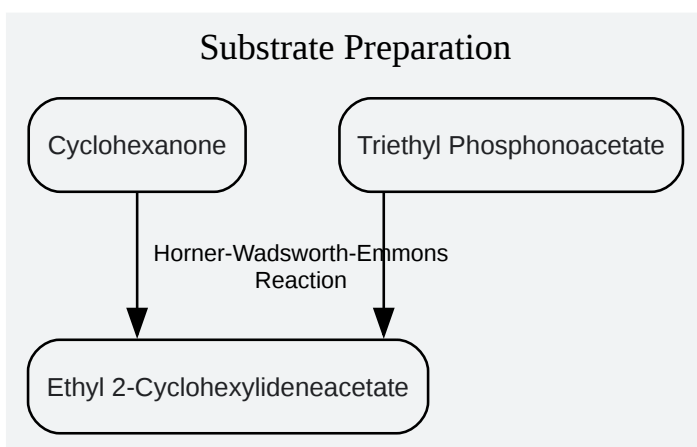 Substrate Preparation
Cyclohexanone
Triethyl Phosphonoacetate
Horner-Wadsworth-Emmons
Reaction
Ethyl 2-Cyclohexylideneacetate